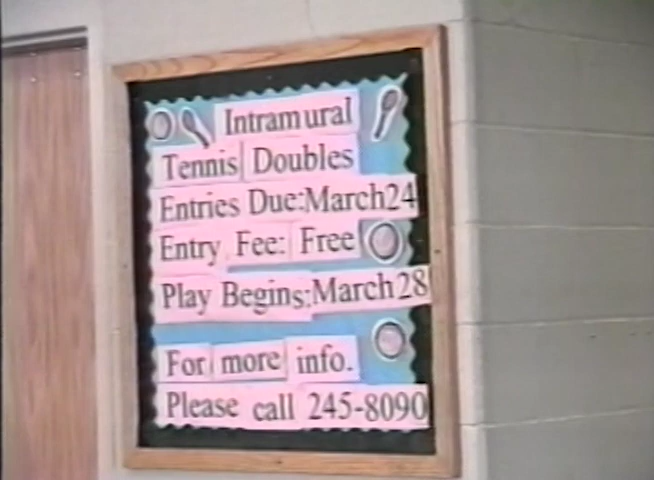 Intramural
Tennis Doubles
Entries Due:March24
Entry Fee: Free
Play Begins:March28
For more info.
Please call 245-8090